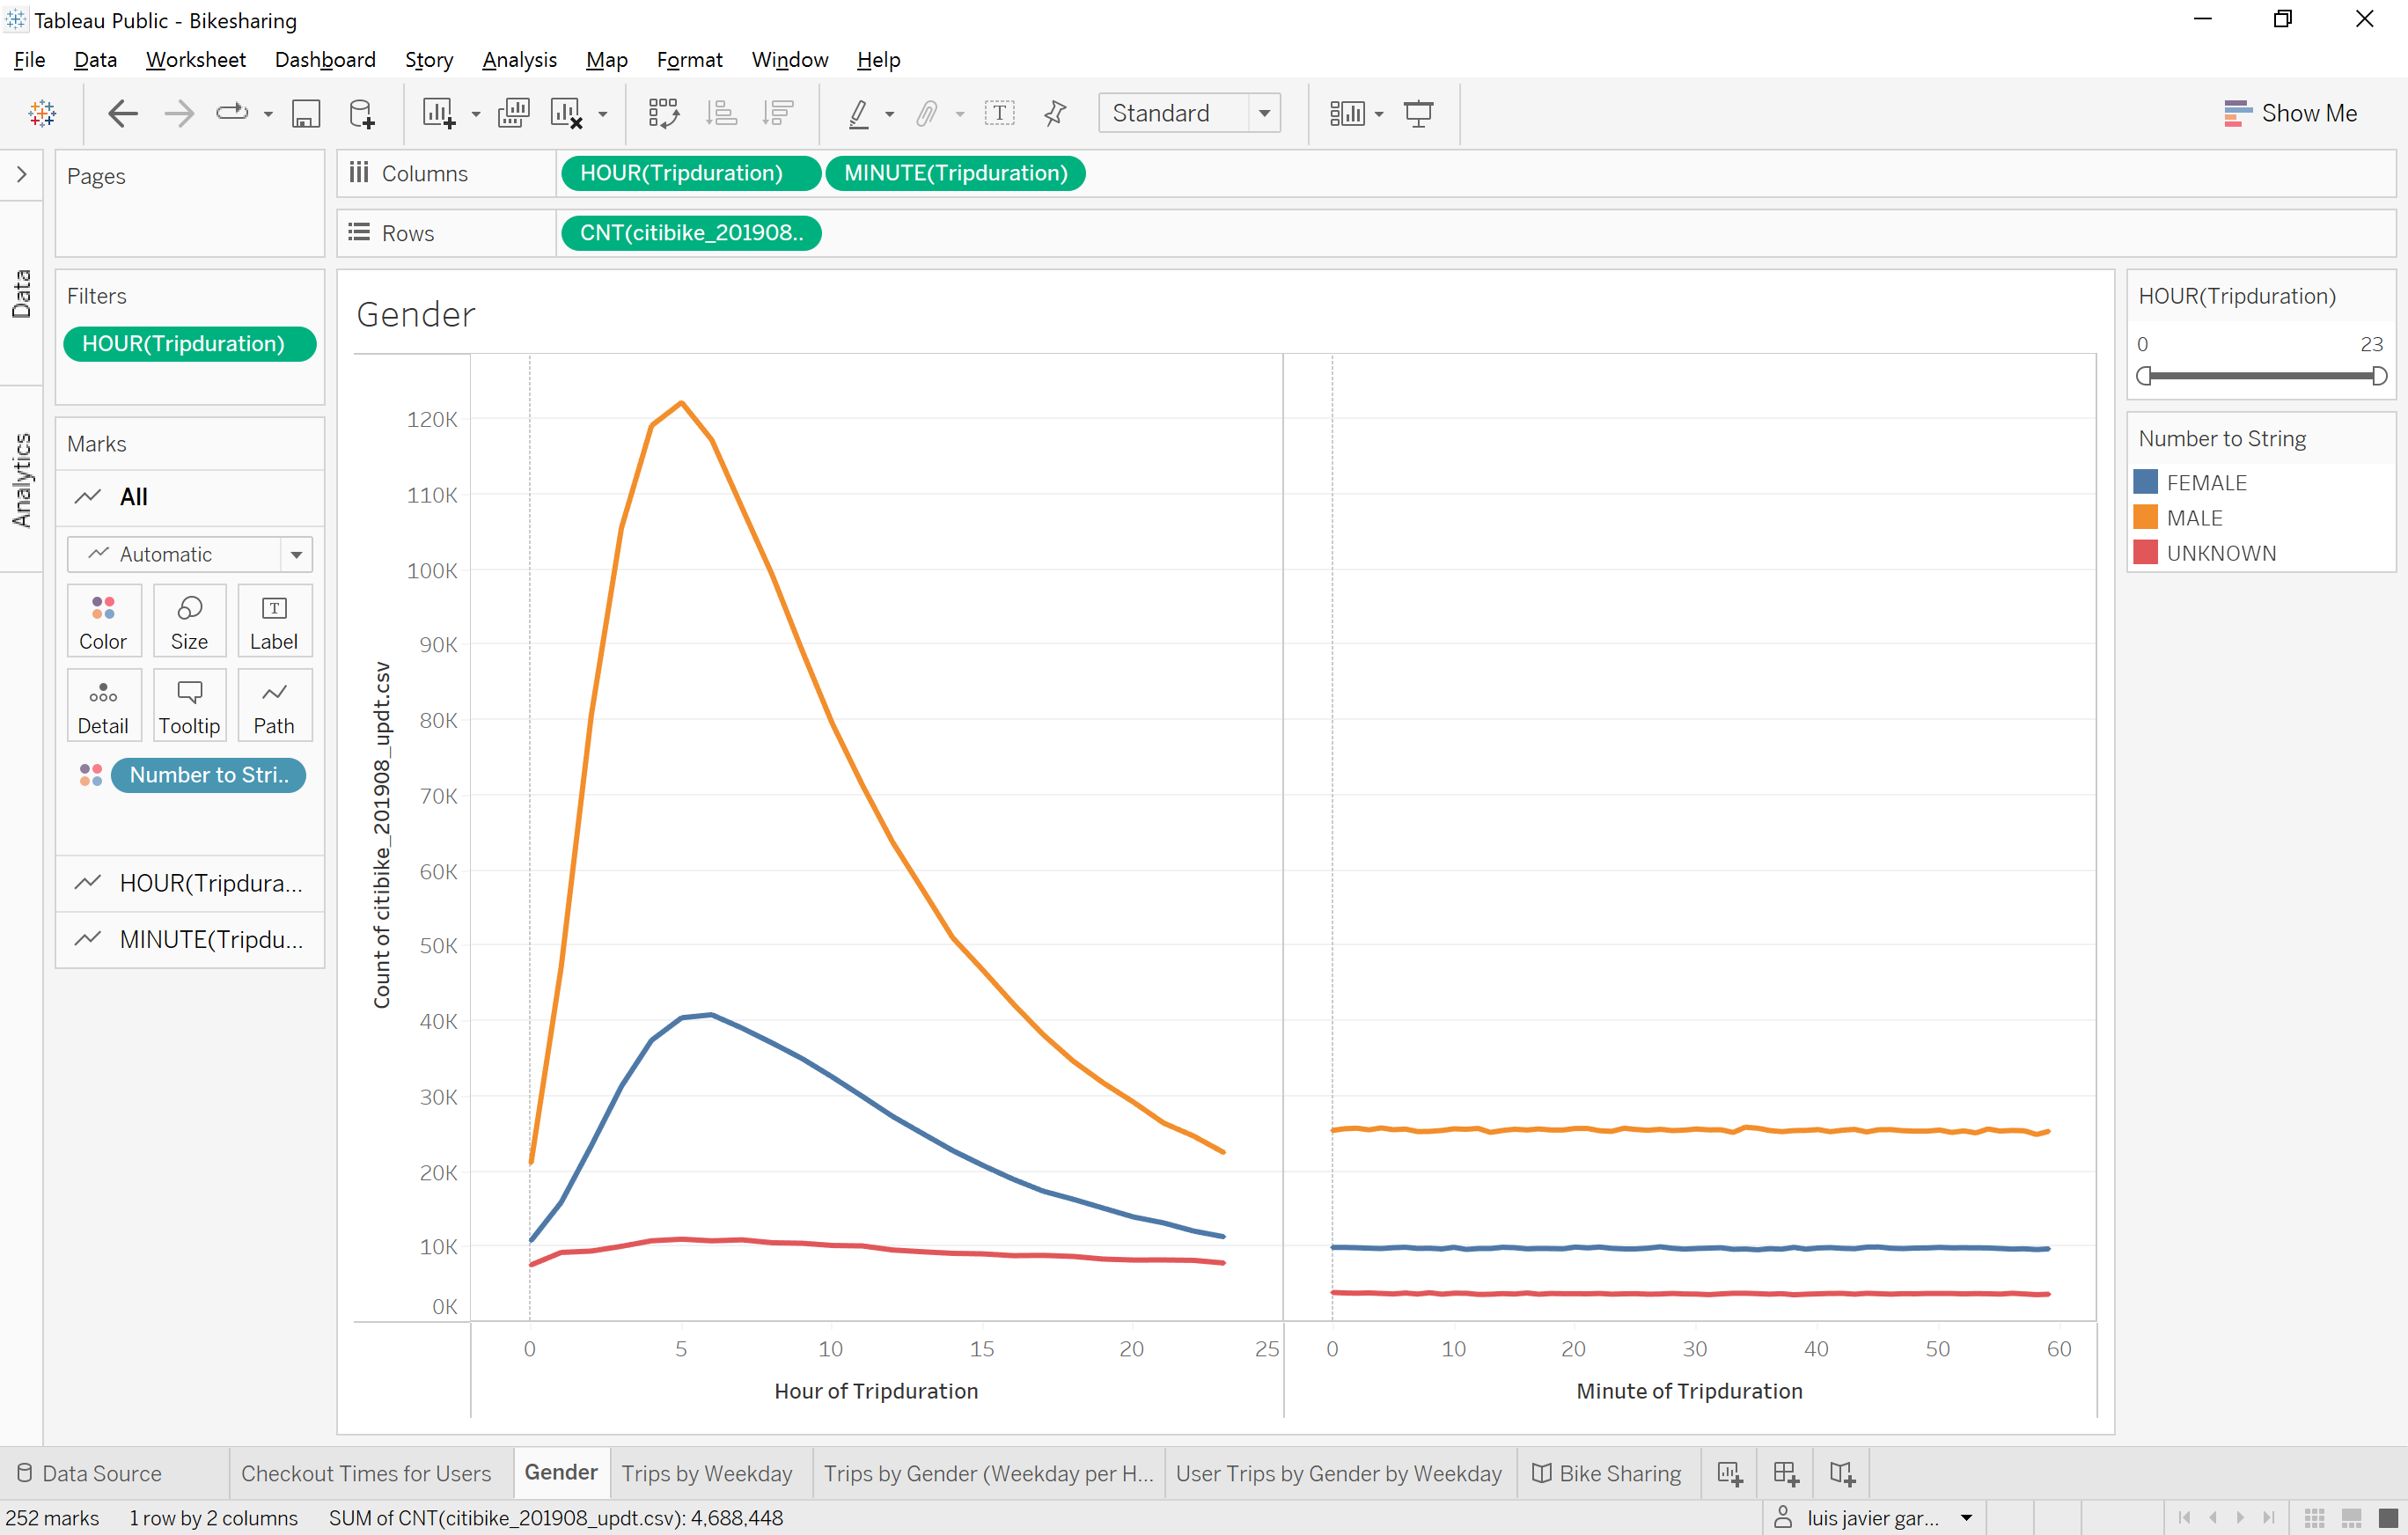 Tableau Public - Bikesharing
File Data Worksheet Dashboard Story Analysis Map Format Window Help
Standard
Show Me
Data
Analytics
Pages
Columns HOUR(Tripduration) MINUTE(Tripduration)
Rows CNT(citibike_201908..
Filters
HOUR(Tripduration)
Marks
All
Automatic
Color Size Label
Detail Tooltip Path
Number to Stri..
HOUR(Tripdura...
MINUTE(Tripdu...
Gender
Count of citibike_201908_updt.csv
120K
110K
100K
90K
80K
70K
60K
50K
40K
30K
20K
10K
0K
0 5 10 15 20 25 0 10 20 30 40 50 60
Hour of Tripduration Minute of Tripduration
HOUR(Tripduration)
0 23
Number to String
FEMALE
MALE
UNKNOWN
Data Source Checkout Times for Users Gender Trips by Weekday Trips by Gender (Weekday per H... User Trips by Gender by Weekday Bike Sharing
252 marks 1 row by 2 columns SUM of CNT(citibike_201908_updt.csv): 4,688,448 luis javier gar...